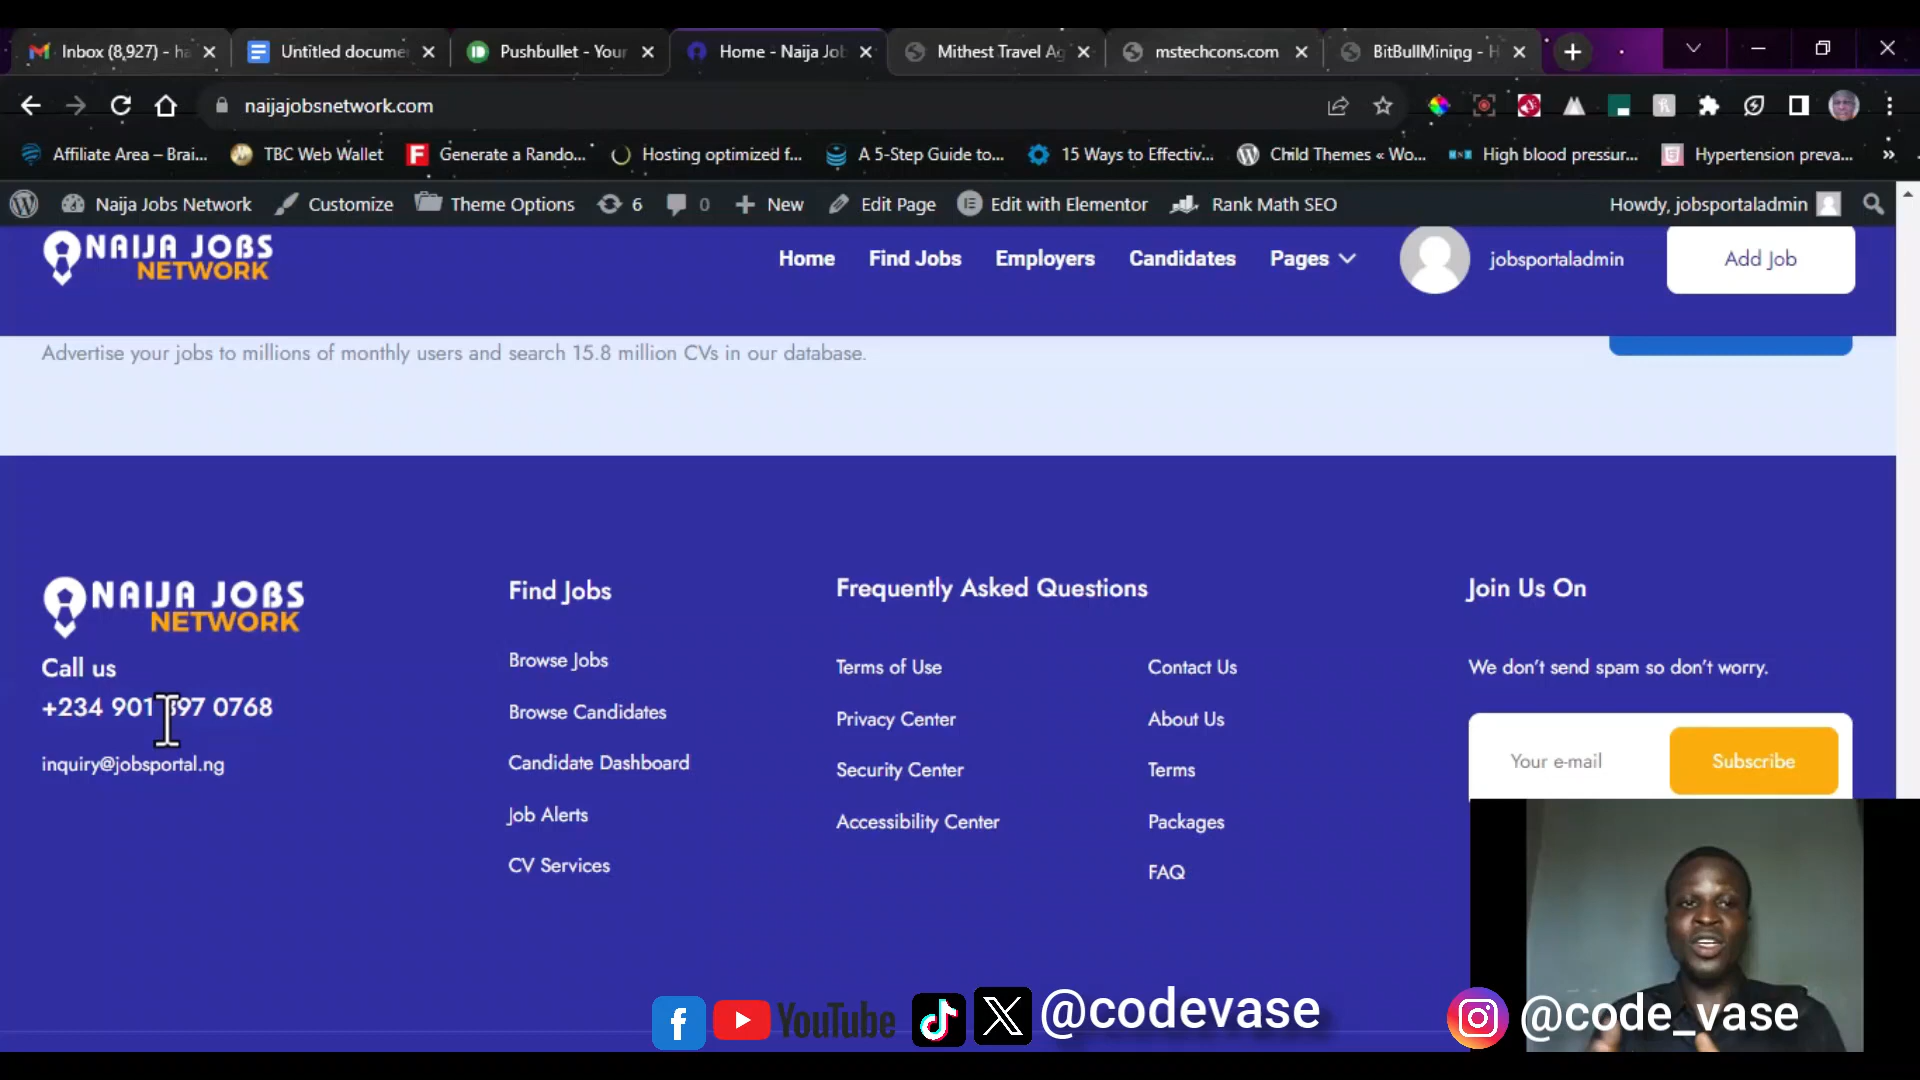 Inbox (8,927) - ha
Untitled docume
Pushbullet - Your
Home - Naija Job
Mithest Travel Ag
mstechcons.com
BitBullMining - H
naijajobsnetwork.com
Affiliate Area – Brai...
TBC Web Wallet
Generate a Rando...
Hosting optimized f...
A 5-Step Guide to...
15 Ways to Effectiv...
Child Themes « Wo...
High blood pressur...
Hypertension preva...
»
Naija Jobs Network
Customize
Theme Options
6
0
New
Edit Page
Edit with Elementor
Rank Math SEO
Howdy, jobsportaladmin
NAIJA JOBS
NETWORK
Home
Find Jobs
Employers
Candidates
Pages
jobsportaladmin
Add Job
Advertise your jobs to millions of monthly users and search 15.8 million CVs in our database.
NAIJA JOBS
NETWORK
Call us
+234 901 0768
inquiry@jobsportal.ng
Find Jobs
Browse Jobs
Browse Candidates
Candidate Dashboard
Job Alerts
CV Services
Frequently Asked Questions
Terms of Use
Privacy Center
Security Center
Accessibility Center
Contact Us
About Us
Terms
Packages
FAQ
Join Us On
We don't send spam so don't worry.
Your e-mail
Subscribe
YouTube
@codevase
@code_vase